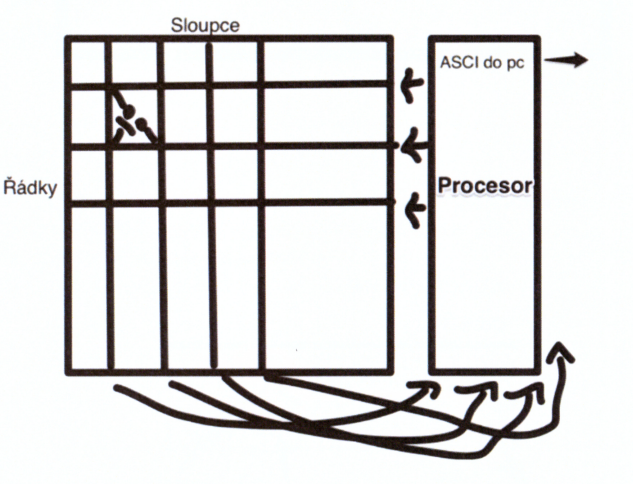 Sloupce
ASCI do pc
Řádky
Procesor